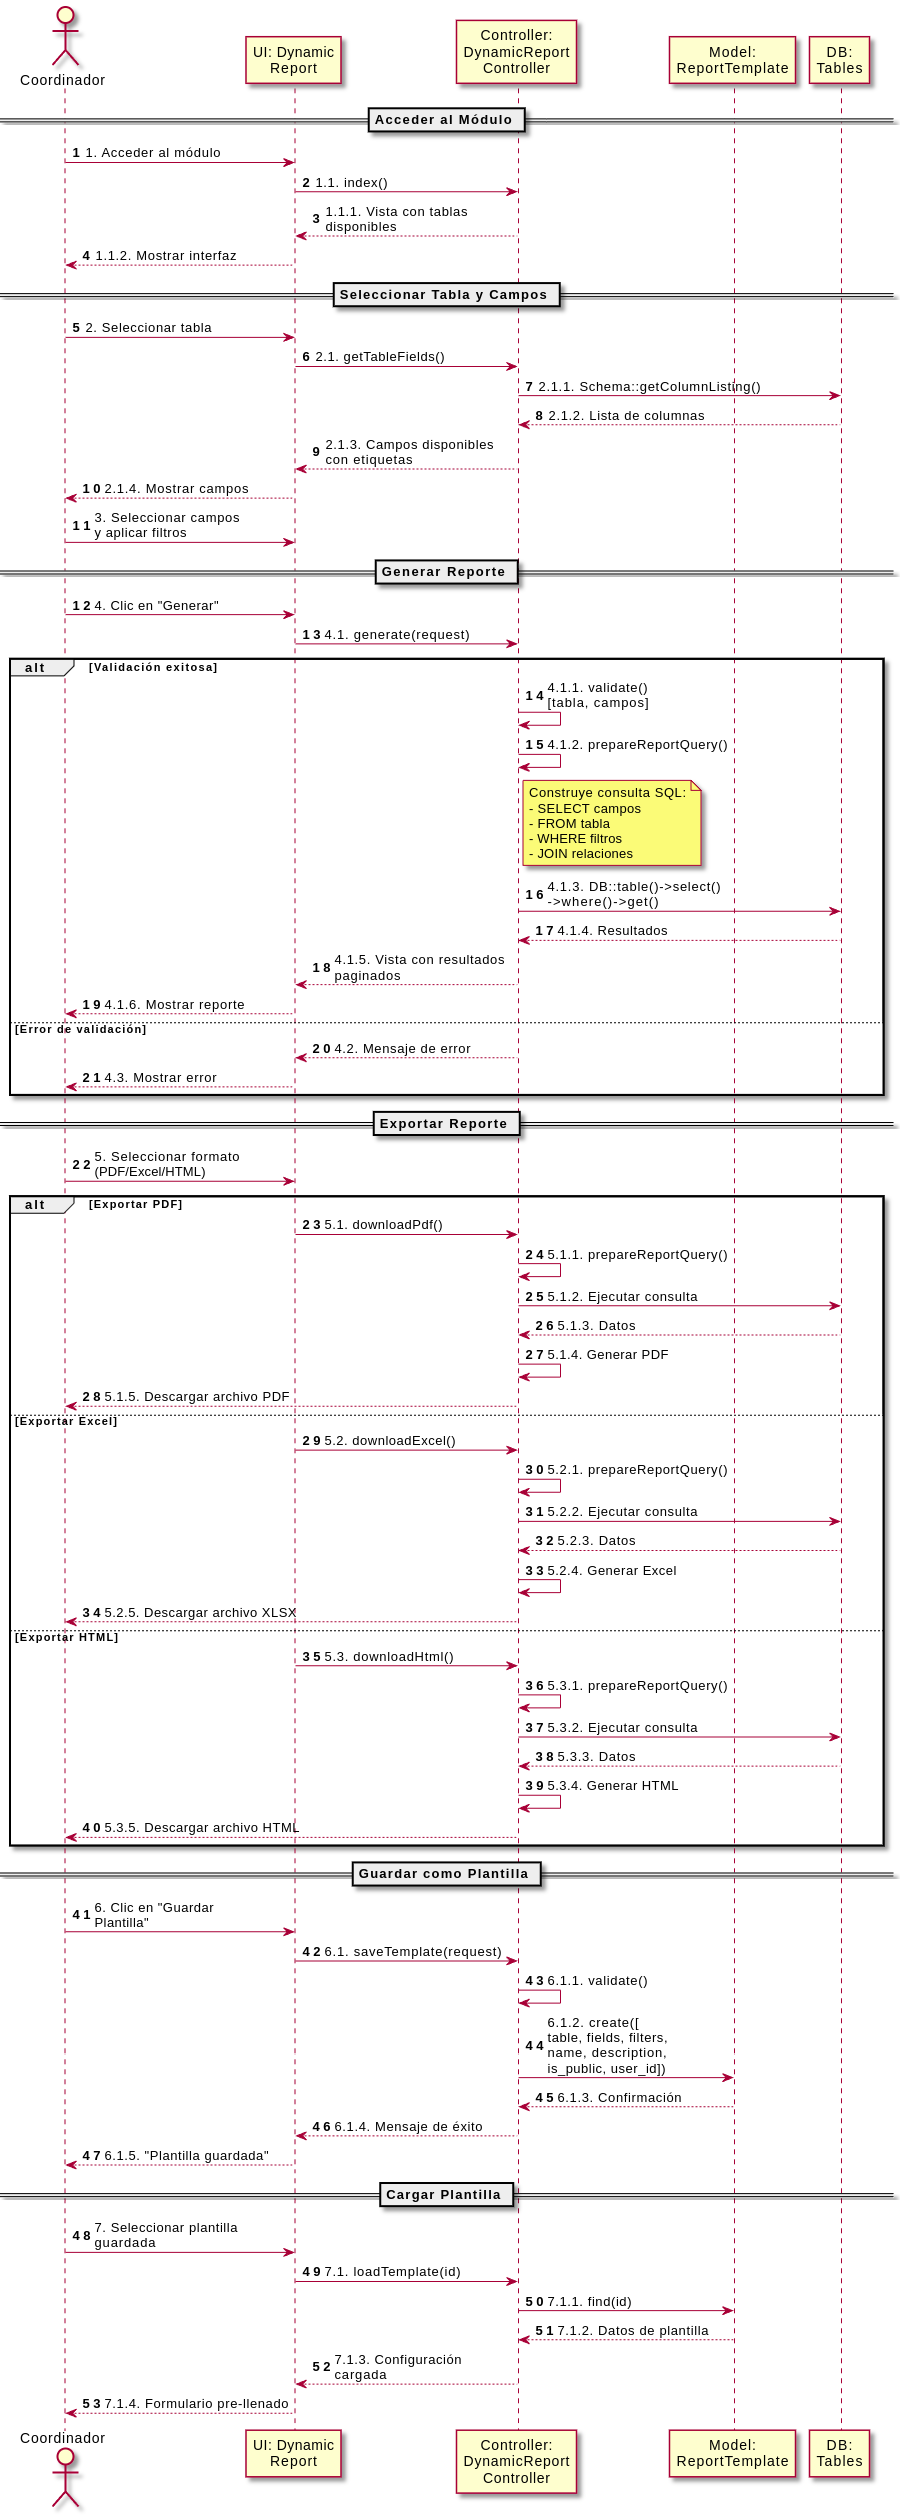 Coordinador
UI: Dynamic
Report
Controller:
DynamicReport
Controller
Model:
ReportTemplate
DB:
Tables
Acceder al Módulo
1 1. Acceder al módulo
2 1.1. index()
3 1.1.1. Vista con tablas
disponibles
4 1.1.2. Mostrar interfaz
Seleccionar Tabla y Campos
5 2. Seleccionar tabla
6 2.1. getTableFields()
7 2.1.1. Schema::getColumnListing()
8 2.1.2. Lista de columnas
9 2.1.3. Campos disponibles
con etiquetas
10 2.1.4. Mostrar campos
11 3. Seleccionar campos
y aplicar filtros
Generar Reporte
12 4. Clic en "Generar"
13 4.1. generate(request)
alt [Validación exitosa]
14 4.1.1. validate()
[tabla, campos]
15 4.1.2. prepareReportQuery()
Construye consulta SQL:
- SELECT campos
- FROM tabla
- WHERE filtros
- JOIN relaciones
16 4.1.3. DB::table()->select()
->where()->get()
17 4.1.4. Resultados
18 4.1.5. Vista con resultados
paginados
19 4.1.6. Mostrar reporte
[Error de validación]
20 4.2. Mensaje de error
21 4.3. Mostrar error
Exportar Reporte
22 5. Seleccionar formato
(PDF/Excel/HTML)
alt [Exportar PDF]
23 5.1. downloadPdf()
24 5.1.1. prepareReportQuery()
25 5.1.2. Ejecutar consulta
26 5.1.3. Datos
27 5.1.4. Generar PDF
28 5.1.5. Descargar archivo PDF
[Exportar Excel]
29 5.2. downloadExcel()
30 5.2.1. prepareReportQuery()
31 5.2.2. Ejecutar consulta
32 5.2.3. Datos
33 5.2.4. Generar Excel
34 5.2.5. Descargar archivo XLSX
[Exportar HTML]
35 5.3. downloadHtml()
36 5.3.1. prepareReportQuery()
37 5.3.2. Ejecutar consulta
38 5.3.3. Datos
39 5.3.4. Generar HTML
40 5.3.5. Descargar archivo HTML
Guardar como Plantilla
41 6. Clic en "Guardar
Plantilla"
42 6.1. saveTemplate(request)
43 6.1.1. validate()
44 6.1.2. create([
table, fields, filters,
name, description,
is_public, user_id])
45 6.1.3. Confirmación
46 6.1.4. Mensaje de éxito
47 6.1.5. "Plantilla guardada"
Cargar Plantilla
48 7. Seleccionar plantilla
guardada
49 7.1. loadTemplate(id)
50 7.1.1. find(id)
51 7.1.2. Datos de plantilla
52 7.1.3. Configuración
cargada
53 7.1.4. Formulario pre-llenado
Coordinador
UI: Dynamic
Report
Controller:
DynamicReport
Controller
Model:
ReportTemplate
DB:
Tables